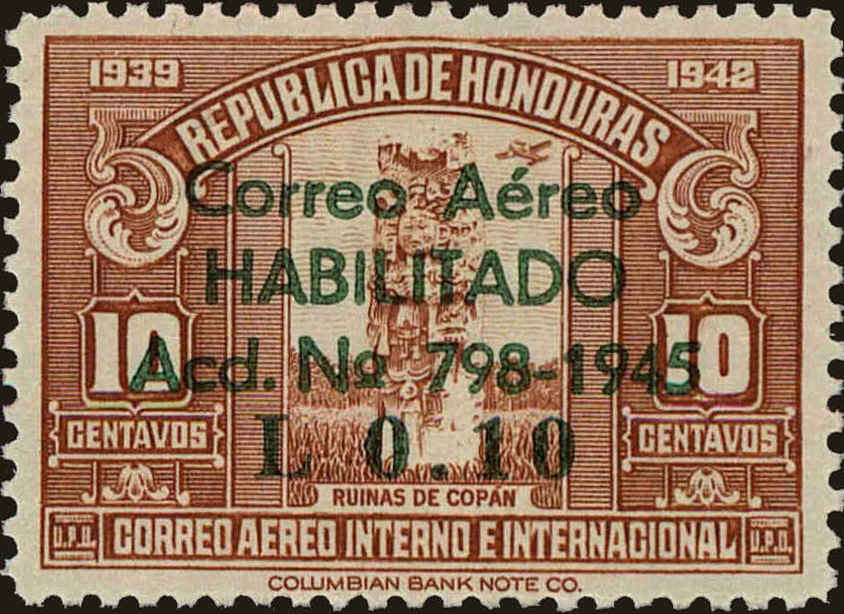 1939 1942
REPUBLICA DE HONDURAS
Correo Aéreo
HABILITADO
10 10
Acd. Nº 798-1945
CENTAVOS CENTAVOS
L 0.10
RUINAS DE COPÁN
U.P.U. CORREO AEREO INTERNO E INTERNACIONAL U.P.U.
COLUMBIAN BANK NOTE CO.